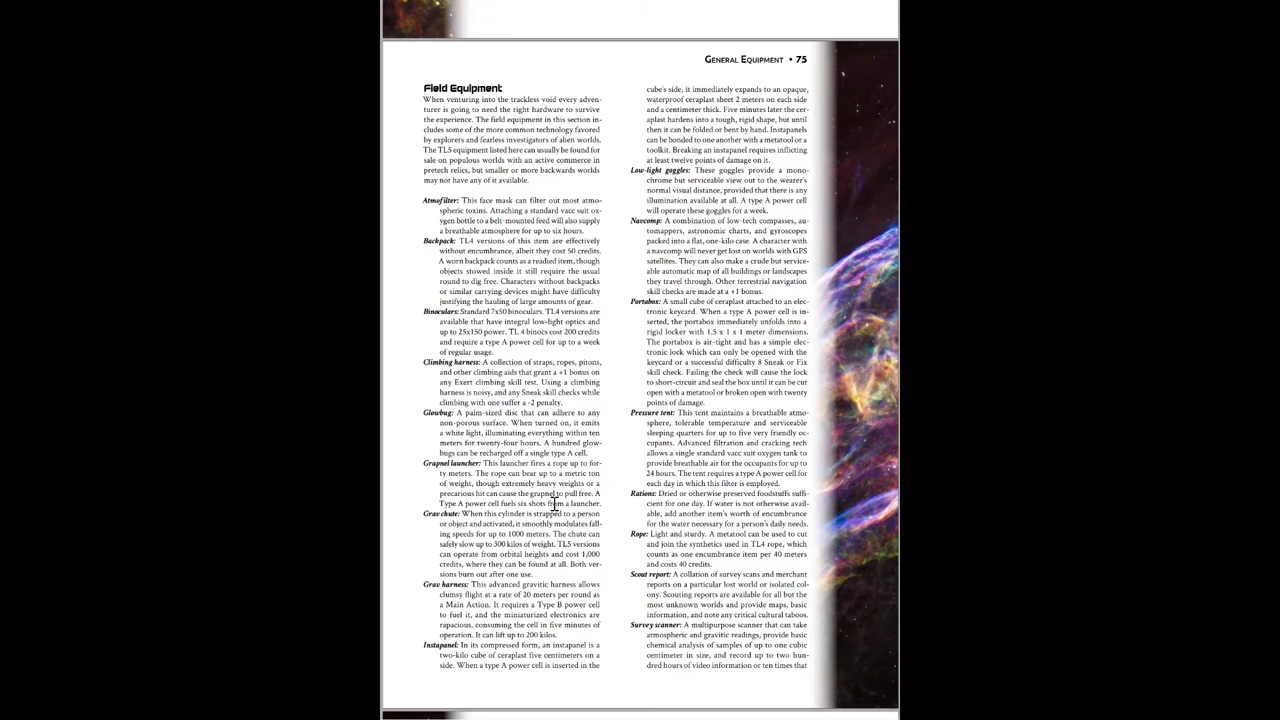 GENERAL EQUIPMENT • 75
Field Equipment
When venturing into the trackless void every adven-
turer is going to need the right hardware to survive
the experience. The field equipment in this section in-
cludes some of the more common technology favored
by explorers and fearless investigators of alien worlds.
The TL5 equipment listed here can usually be found for
sale on populous worlds with an active commerce in
pretech relics, but smaller or more backwards worlds
may not have any of it available.
Atmofilter: This face mask can filter out most atmo-
spheric toxins. Attaching a standard vacc suit ox-
ygen bottle to a belt-mounted feed will also supply
a breathable atmosphere for up to six hours.
Backpack: TL4 versions of this item are effectively
without encumbrance, albeit they cost 50 credits.
A worn backpack counts as a readied item, though
objects stowed inside it still require the usual
round to dig free. Characters without backpacks
or similar carrying devices might have difficulty
justifying the hauling of large amounts of gear.
Binoculars: Standard 7x50 binoculars. TL4 versions are
available that have integral low-light optics and
up to 25x150 power. TL 4 binocs cost 200 credits
and require a type A power cell for up to a week
of regular usage.
Climbing harness: A collection of straps, ropes, pitons,
and other climbing aids that grant a +1 bonus on
any Exert climbing skill test. Using a climbing
harness is noisy, and any Sneak skill checks while
climbing with one suffer a -2 penalty.
Glowbug: A palm-sized disc that can adhere to any
non-porous surface. When turned on, it emits
a white light, illuminating everything within ten
meters for twenty-four hours. A hundred glow-
bugs can be recharged off a single type A cell.
Grapnel launcher: This launcher fires a rope up to for-
ty meters. The rope can bear up to a metric ton
of weight, though extremely heavy weights or a
precarious hit can cause the grapnel to pull free. A
Type A power cell fuels six shots from a launcher.
Grav chute: When this cylinder is strapped to a person
or object and activated, it smoothly modulates fall-
ing speeds for up to 1000 meters. The chute can
safely slow up to 300 kilos of weight. TL5 versions
can operate from orbital heights and cost 1,000
credits, where they can be found at all. Both ver-
sions burn out after one use.
Grav harness: This advanced gravitic harness allows
clumsy flight at a rate of 20 meters per round as
a Main Action. It requires a Type B power cell
to fuel it, and the miniaturized electronics are
rapacious, consuming the cell in five minutes of
operation. It can lift up to 200 kilos.
Instapanel: In its compressed form, an instapanel is a
two-kilo cube of ceraplast five centimeters on a
side. When a type A power cell is inserted in the
cube's side, it immediately expands to an opaque,
waterproof ceraplast sheet 2 meters on each side
and a centimeter thick. Five minutes later the cer-
aplast hardens into a tough, rigid shape, but until
then it can be folded or bent by hand. Instapanels
can be bonded to one another with a metatool or a
toolkit. Breaking an instapanel requires inflicting
at least twelve points of damage on it.
Low-light goggles: These goggles provide a mono-
chrome but serviceable view out to the wearer's
normal visual distance, provided that there is any
illumination available at all. A type A power cell
will operate these goggles for a week.
Navcomp: A combination of low-tech compasses, au-
tomappers, astronomic charts, and gyroscopes
packed into a flat, one-kilo case. A character with
a navcomp will never get lost on worlds with GPS
satellites. They can also make a crude but service-
able automatic map of all buildings or landscapes
they travel through. Other terrestrial navigation
skill checks are made at a +1 bonus.
Portabox: A small cube of ceraplast attached to an elec-
tronic keycard. When a type A power cell is in-
serted, the portabox immediately unfolds into a
rigid locker with 1.5 x 1 x 1 meter dimensions.
The portabox is air-tight and has a simple elec-
tronic lock which can only be opened with the
keycard or a successful difficulty 8 Sneak or Fix
skill check. Failing the check will cause the lock
to short-circuit and seal the box until it can be cut
open with a metatool or broken open with twenty
points of damage.
Pressure tent: This tent maintains a breathable atmo-
sphere, tolerable temperature and serviceable
sleeping quarters for up to five very friendly oc-
cupants. Advanced filtration and cracking tech
allows a single standard vacc suit oxygen tank to
provide breathable air for the occupants for up to
24 hours. The tent requires a type A power cell for
each day in which this filter is employed.
Rations: Dried or otherwise preserved foodstuffs suffi-
cient for one day. If water is not otherwise avail-
able, add another item's worth of encumbrance
for the water necessary for a person's daily needs.
Rope: Light and sturdy. A metatool can be used to cut
and join the synthetics used in TL4 rope, which
counts as one encumbrance item per 40 meters
and costs 40 credits.
Scout report: A collation of survey scans and merchant
reports on a particular lost world or isolated col-
ony. Scouting reports are available for all but the
most unknown worlds and provide maps, basic
information, and note any critical cultural taboos.
Survey scanner: A multipurpose scanner that can take
atmospheric and gravitic readings, provide basic
chemical analysis of samples of up to one cubic
centimeter in size, and record up to two hun-
dred hours of video information or ten times that